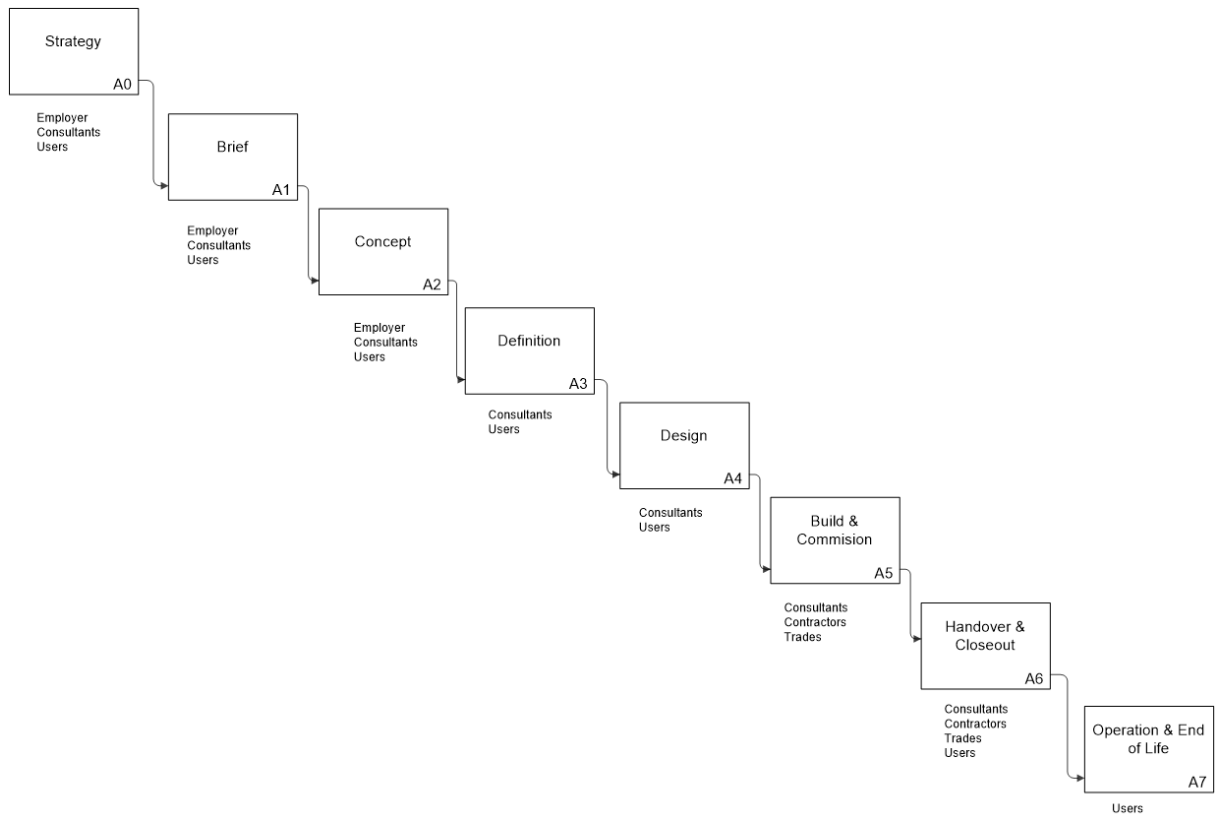 Strategy
A0
Employer
Consultants
Users
Brief
A1
Employer
Consultants
Users
Concept
A2
Employer
Consultants
Users
Definition
A3
Consultants
Users
Design
A4
Consultants
Users
Build &
Commision
A5
Consultants
Contractors
Trades
Handover &
Closeout
A6
Consultants
Contractors
Trades
Users
Operation & End
of Life
A7
Users